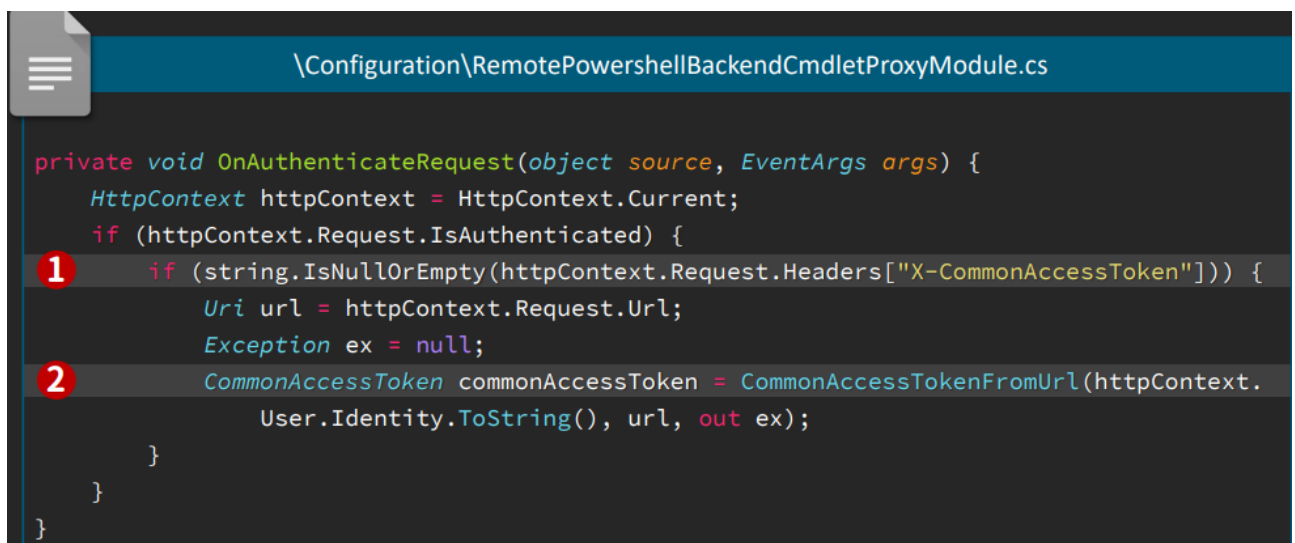 \Configuration\RemotePowershellBackendCmdletProxyModule.cs
private void OnAuthenticateRequest(object source, EventArgs args) {
    HttpContext httpContext = HttpContext.Current;
    if (httpContext.Request.IsAuthenticated) {
1        if (string.IsNullOrEmpty(httpContext.Request.Headers["X-CommonAccessToken"])) {
            Uri url = httpContext.Request.Url;
            Exception ex = null;
2            CommonAccessToken commonAccessToken = CommonAccessTokenFromUrl(httpContext.
                User.Identity.ToString(), url, out ex);
        }
    }
}